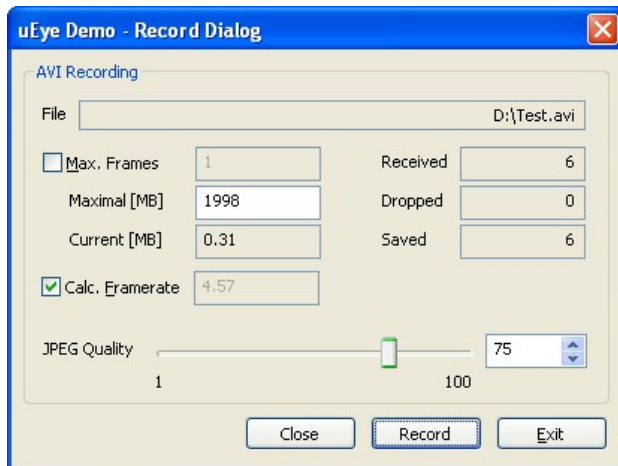 uEye Demo - Record Dialog
AVI Recording
File D:\Test.avi
Max. Frames 1 Received 6
Maximal [MB] 1998 Dropped 0
Current [MB] 0.31 Saved 6
Calc. Framerate 4.57
JPEG Quality 75
1 100
Close Record Exit